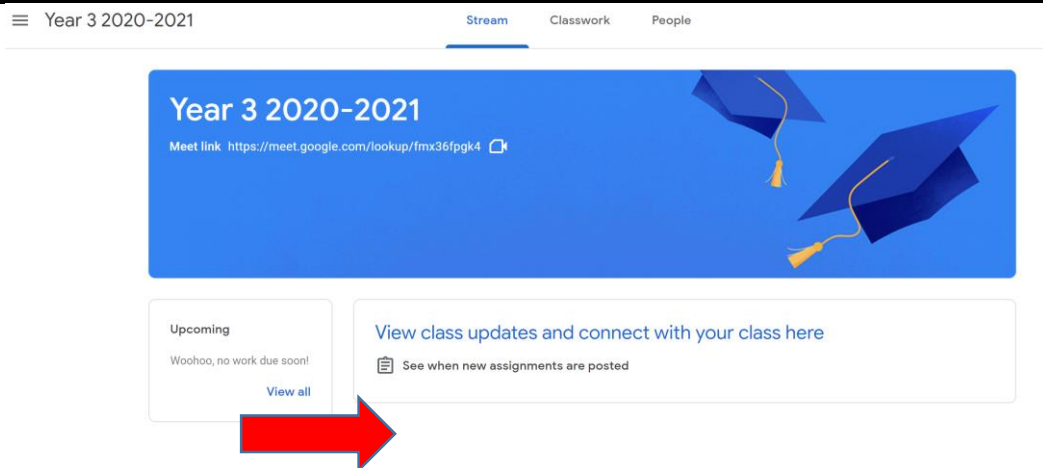 Year 3 2020-2021
Stream Classwork People
Year 3 2020-2021
Meet link https://meet.google.com/lookup/fmx36fpgk4
Upcoming
Woohoo, no work due soon!
View all
View class updates and connect with your class here
See when new assignments are posted